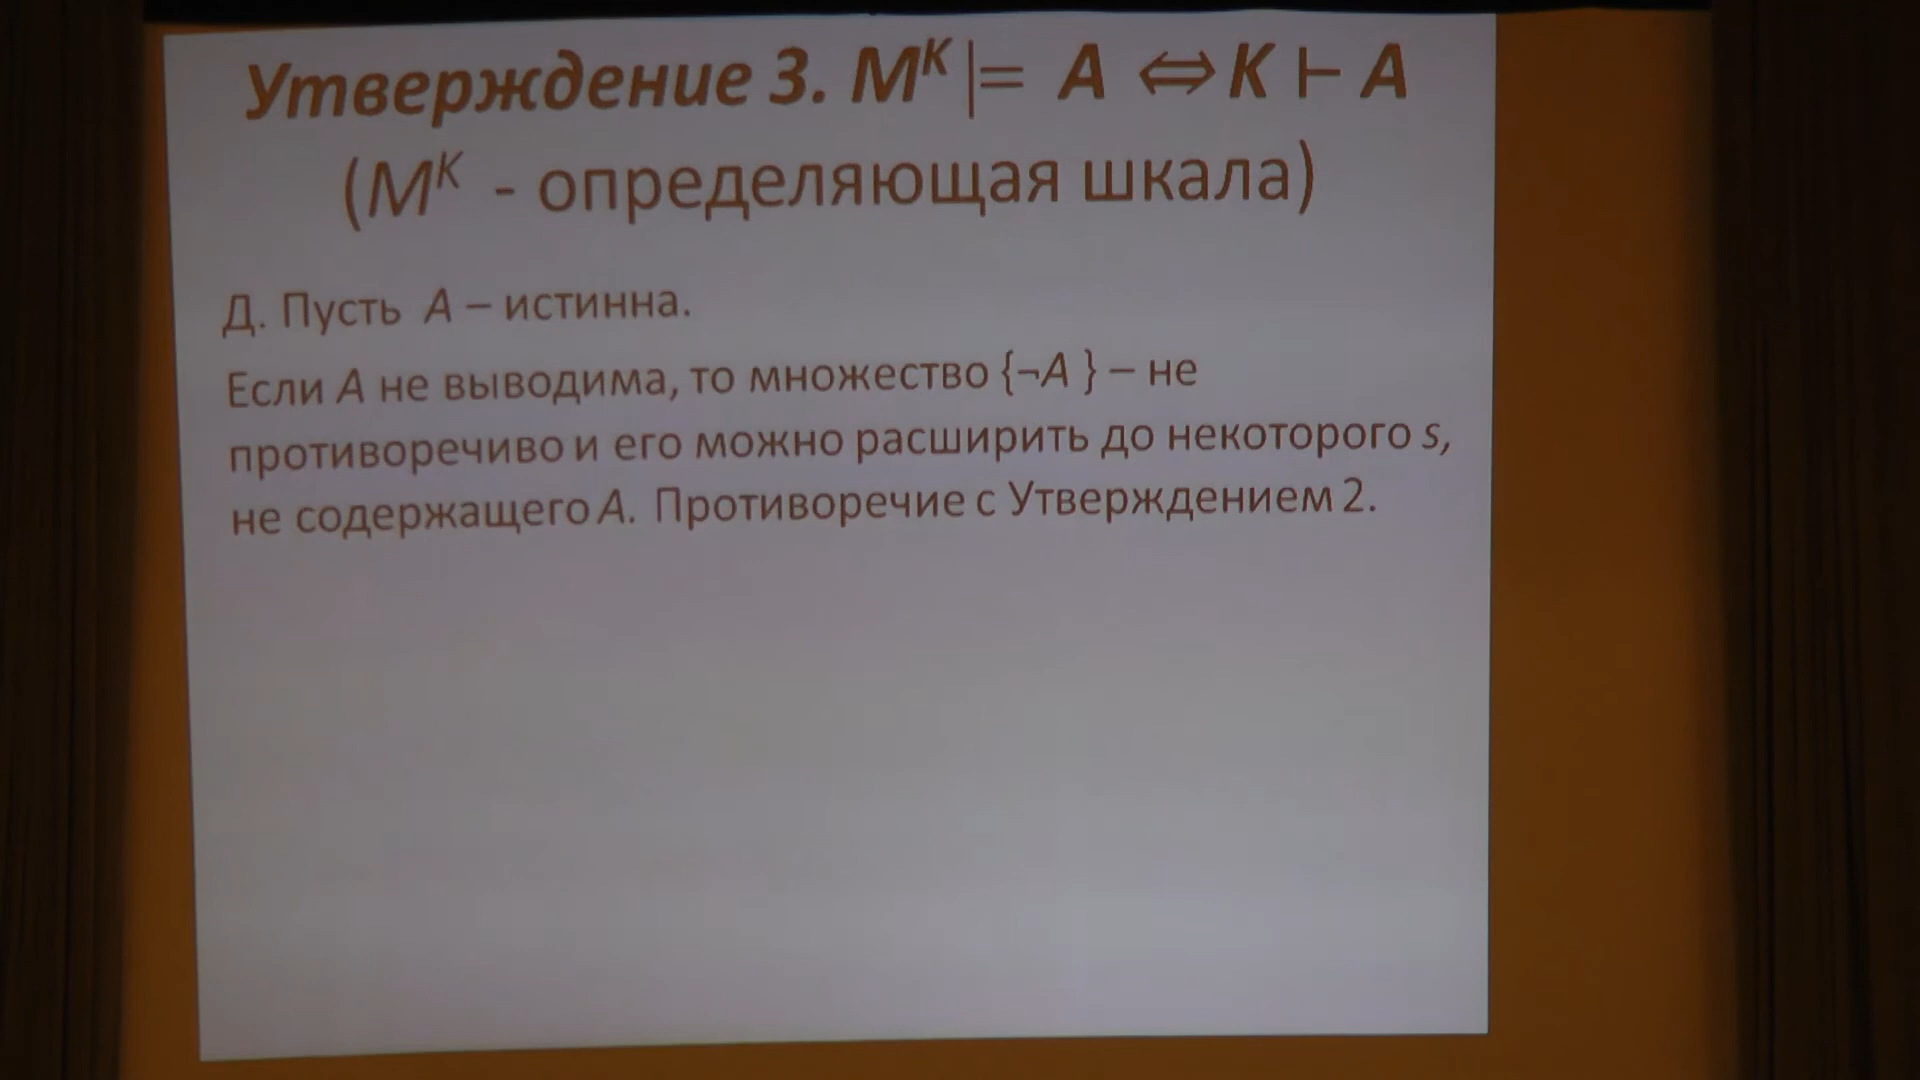 Утверждение 3. Mᴷ |= A ⇔ K ⊢ A
(Mᴷ - определяющая шкала)
Д. Пусть A – истинна.
Если A не выводима, то множество {¬A } – не
противоречиво и его можно расширить до некоторого s,
не содержащего A. Противоречие с Утверждением 2.